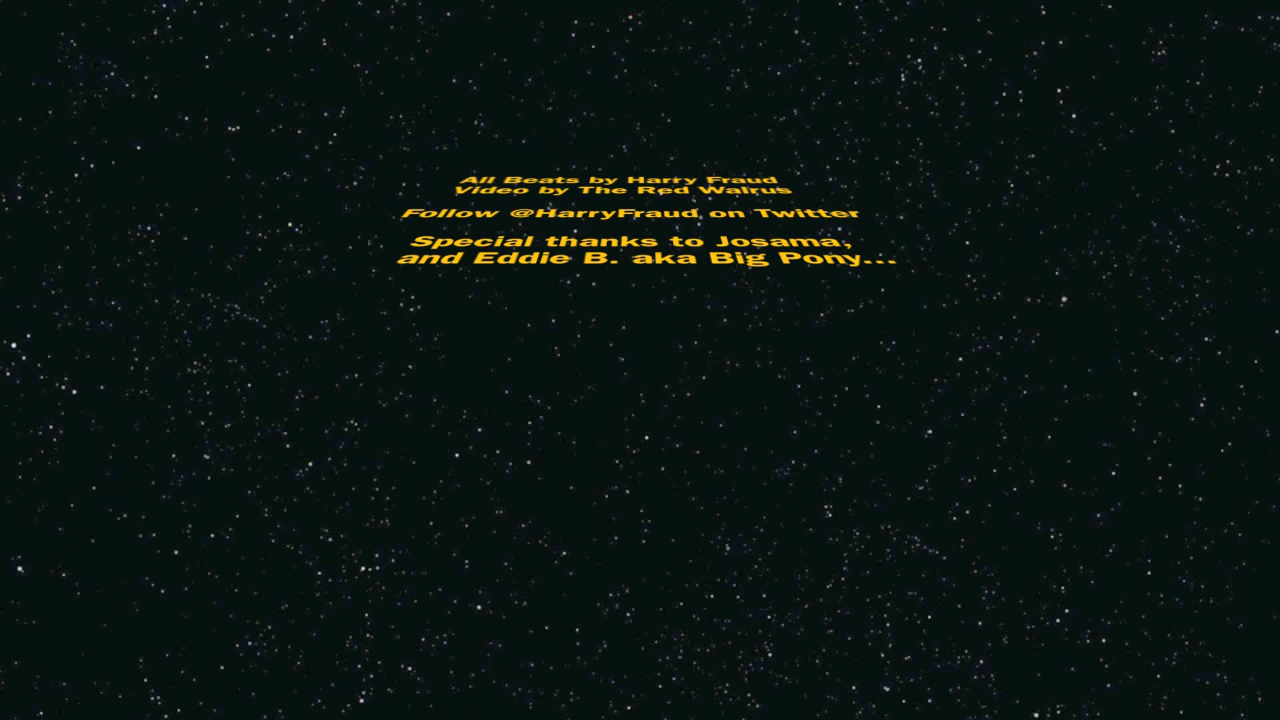 All Beats by Harry Fraud
Video by The Red Walrus
Follow @HarryFraud on Twitter
Special thanks to Josama,
and Eddie B. aka Big Pony...